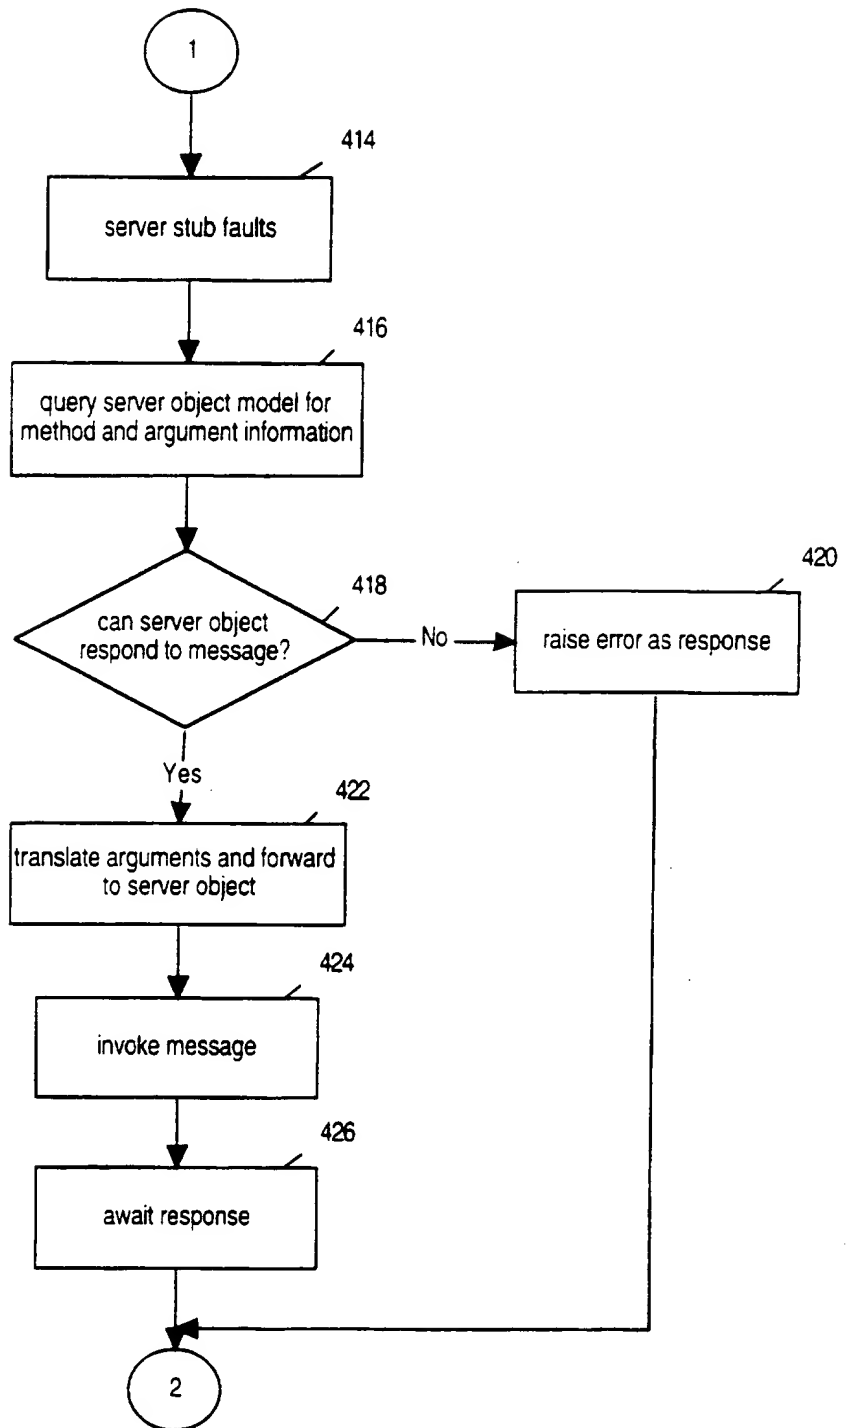 1
414
server stub faults
416
query server object model for
method and argument information
418
can server object
respond to message?
No
420
raise error as response
Yes
422
translate arguments and forward
to server object
424
invoke message
426
await response
2